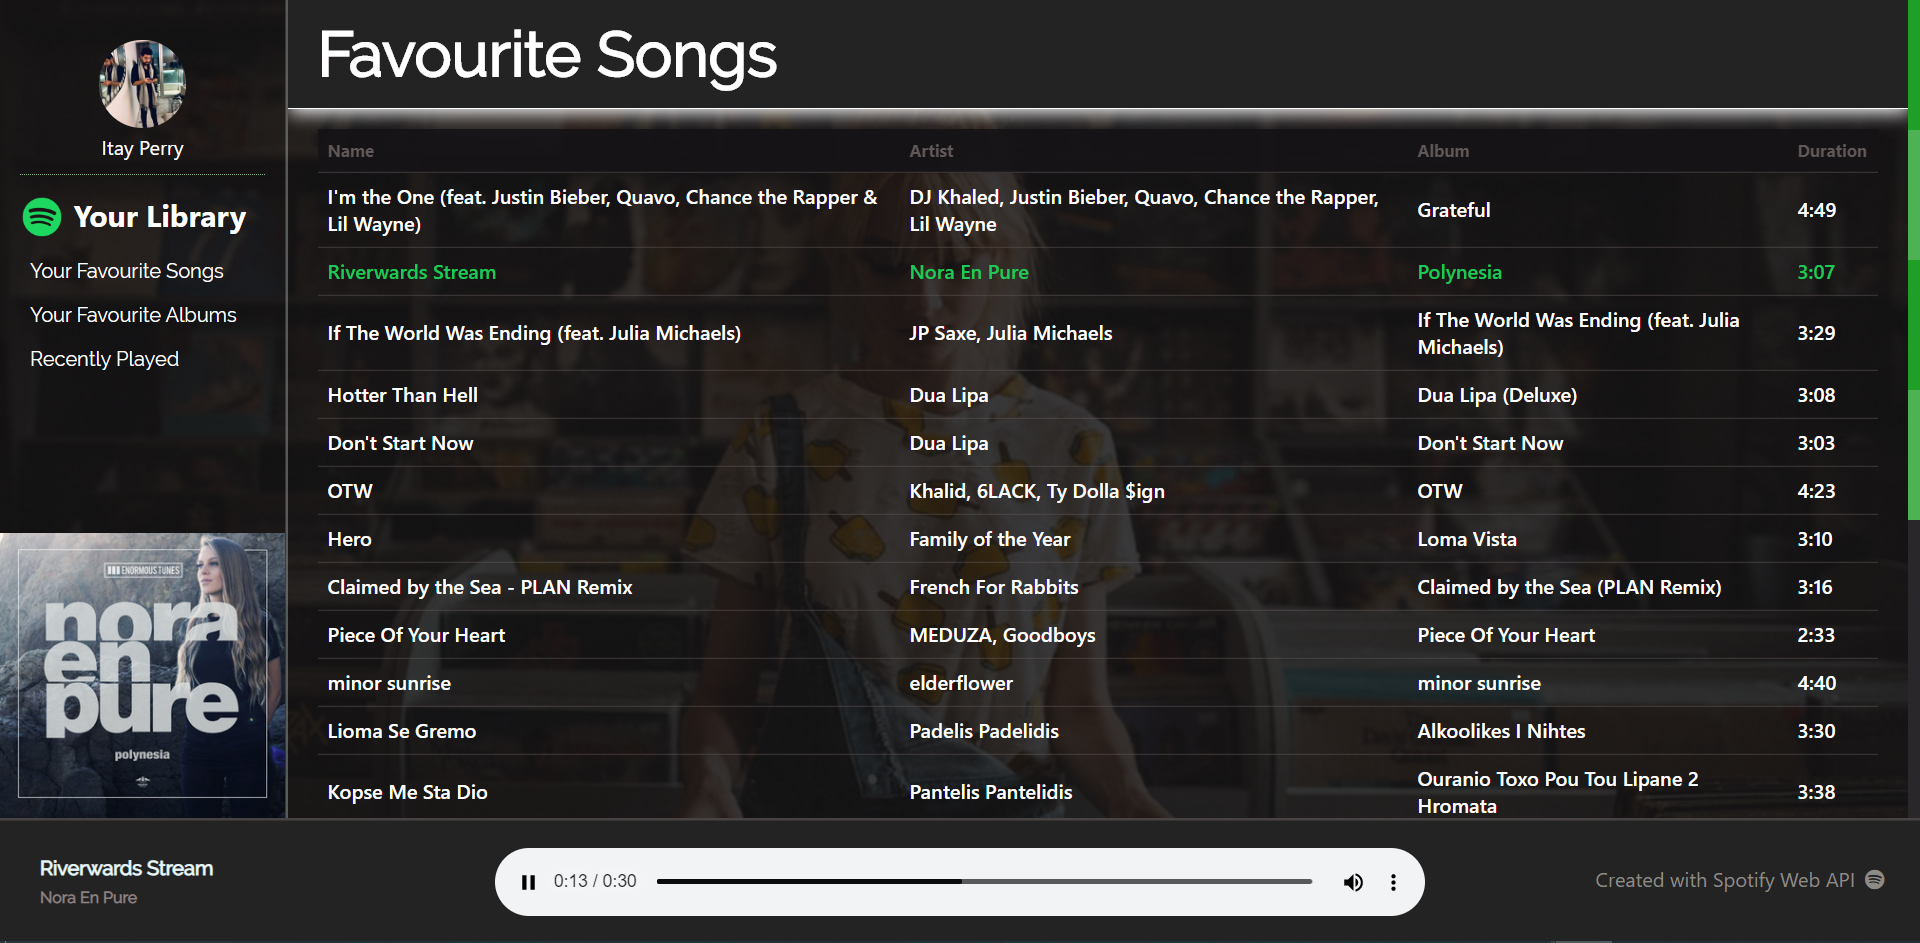 Itay Perry
Your Library
Your Favourite Songs
Your Favourite Albums
Recently Played
ENORMOUSTUNES
nora
en
pure
polynesia
Favourite Songs
Name Artist Album Duration
I'm the One (feat. Justin Bieber, Quavo, Chance the Rapper &
Lil Wayne)
DJ Khaled, Justin Bieber, Quavo, Chance the Rapper,
Lil Wayne
Grateful
4:49
Riverwards Stream Nora En Pure Polynesia 3:07
If The World Was Ending (feat. Julia Michaels)
JP Saxe, Julia Michaels
If The World Was Ending (feat. Julia
Michaels)
3:29
Hotter Than Hell Dua Lipa Dua Lipa (Deluxe) 3:08
Don't Start Now Dua Lipa Don't Start Now 3:03
OTW Khalid, 6LACK, Ty Dolla $ign OTW 4:23
Hero Family of the Year Loma Vista 3:10
Claimed by the Sea - PLAN Remix French For Rabbits Claimed by the Sea (PLAN Remix) 3:16
Piece Of Your Heart MEDUZA, Goodboys Piece Of Your Heart 2:33
minor sunrise elderflower minor sunrise 4:40
Lioma Se Gremo Padelis Padelidis Alkoolikes I Nihtes 3:30
Kopse Me Sta Dio
Pantelis Pantelidis
Ouranio Toxo Pou Tou Lipane 2
Hromata
3:38
Riverwards Stream
Nora En Pure
0:13 / 0:30
Created with Spotify Web API